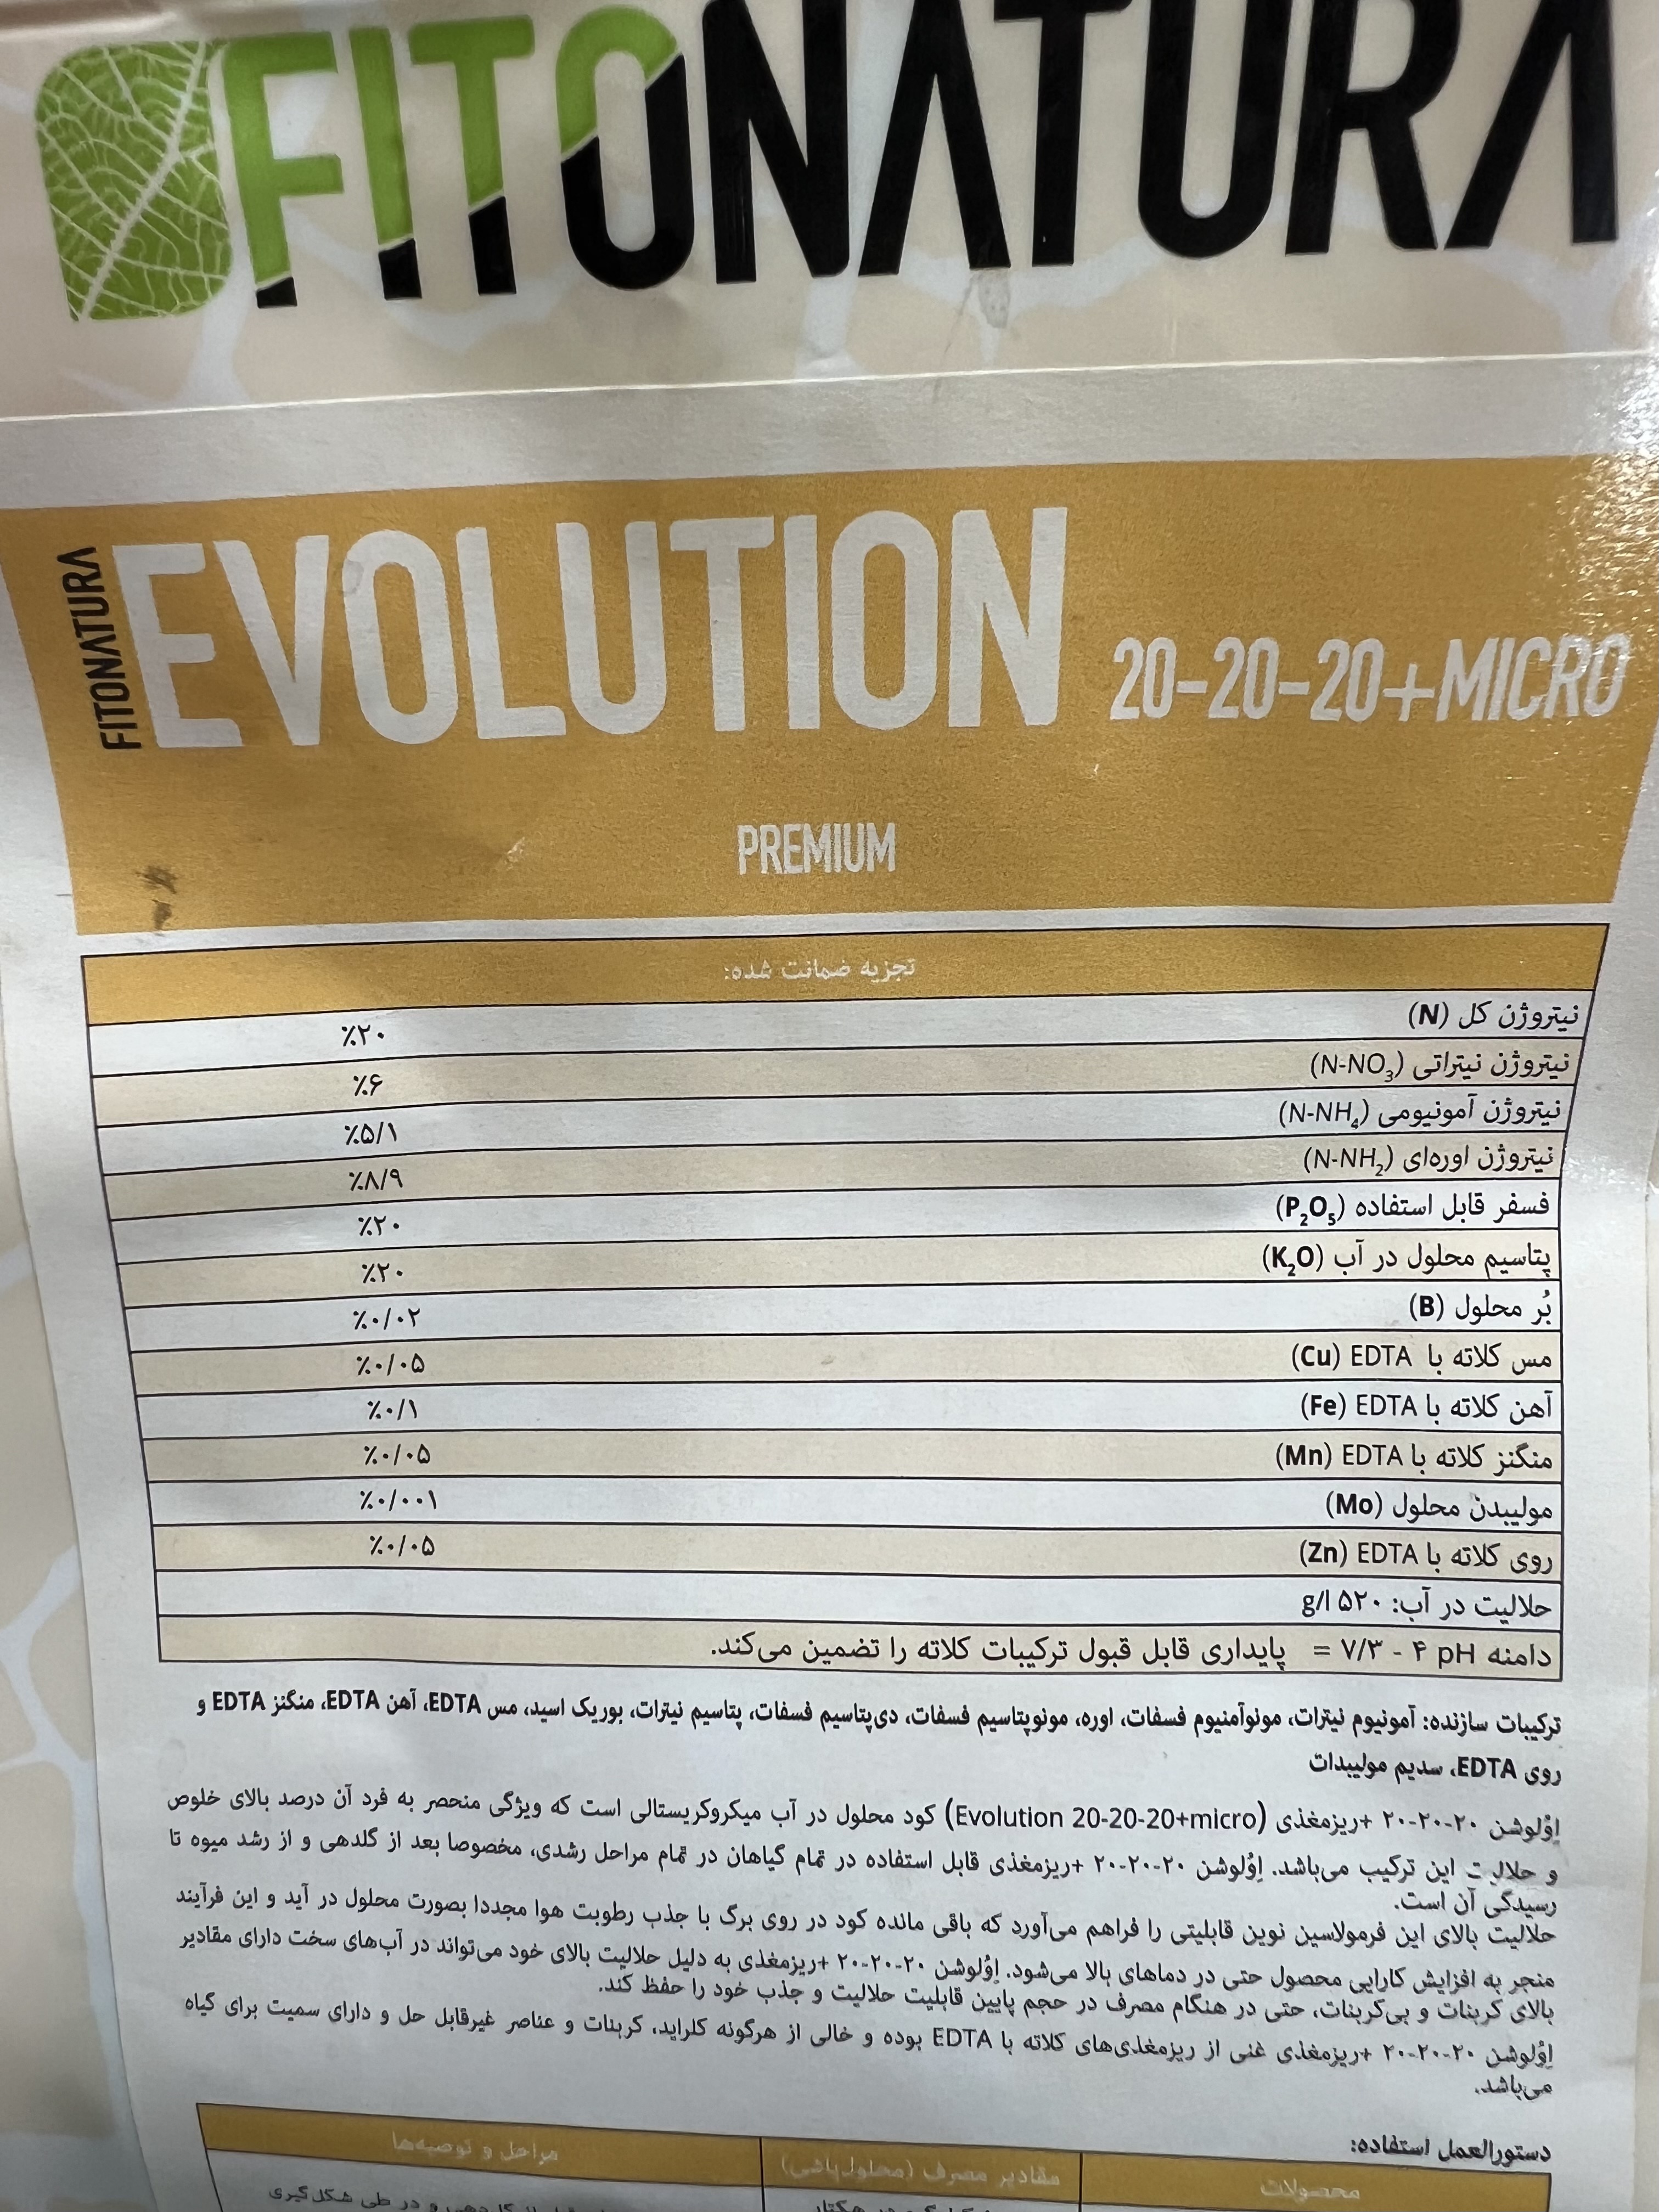 FITONATURA
FITONATURA
EVOLUTION 20-20-20+MICRO
PREMIUM
تجزیه ضمانت شده:
نیتروژن کل (N) ٪۲۰
نیتروژن نیتراتی (N-NO₃) ٪۶
نیتروژن آمونیومی (N-NH₄) ٪۵/۱
نیتروژن اوره‌ای (N-NH₂) ٪۸/۹
فسفر قابل استفاده (P₂O₅) ٪۲۰
پتاسیم محلول در آب (K₂O) ٪۲۰
بُر محلول (B) ٪۰/۰۲
مس کلاته با EDTA (Cu) ٪۰/۰۵
آهن کلاته با EDTA (Fe) ٪۰/۱
منگنز کلاته با EDTA (Mn) ٪۰/۰۵
مولیبدن محلول (Mo) ٪۰/۰۰۱
روی کلاته با EDTA (Zn) ٪۰/۰۵
حلالیت در آب: ۵۲۰ g/l
دامنه pH ۴ - ۷/۳ = پایداری قابل قبول ترکیبات کلاته را تضمین می‌کند.
ترکیبات سازنده: آمونیوم نیترات، مونوآمنیوم فسفات، اوره، مونوپتاسیم فسفات، دی‌پتاسیم فسفات، پتاسیم نیترات، بوریک اسید، مس EDTA، آهن EDTA، منگنز EDTA و
روی EDTA، سدیم مولیبدات
اِوُلوشن ۲۰-۲۰-۲۰ +ریزمغذی (Evolution 20-20-20+micro) کود محلول در آب میکروکریستالی است که ویژگی منحصر به فرد آن درصد بالای خلوص
و حلالیت این ترکیب می‌باشد. اِوُلوشن ۲۰-۲۰-۲۰ +ریزمغذی قابل استفاده در تمام گیاهان در تمام مراحل رشدی، مخصوصا بعد از گلدهی و از رشد میوه تا
رسیدگی آن است.
حلالیت بالای این فرمولاسین نوین قابلیتی را فراهم می‌آورد که باقی مانده کود در روی برگ با جذب رطوبت هوا مجددا بصورت محلول در آید و این فرآیند
منجر به افزایش کارایی محصول حتی در دماهای بالا می‌شود. اِوُلوشن ۲۰-۲۰-۲۰ +ریزمغذی به دلیل حلالیت بالای خود می‌تواند در آب‌های سخت دارای مقادیر
بالای کربنات و بی‌کربنات، حتی در هنگام مصرف در حجم پایین قابلیت حلالیت و جذب خود را حفظ کند.
اِوُلوشن ۲۰-۲۰-۲۰ +ریزمغذی غنی از ریزمغذی‌های کلاته با EDTA بوده و خالی از هرگونه کلراید، کربنات و عناصر غیرقابل حل و دارای سمیت برای گیاه
می‌باشد.
دستورالعمل استفاده:
محصولات مقادیر مصرف (محلول‌پاشی) مراحل و توصیه‌ها
و در طی شکل‌گیری